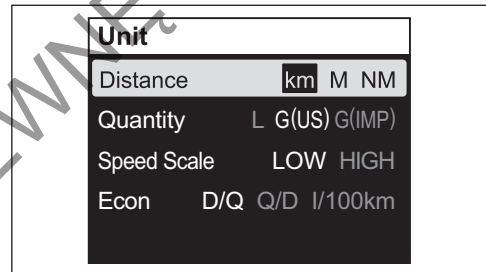 Unit
Distance km M NM
Quantity L G(US) G(IMP)
Speed Scale LOW HIGH
Econ D/Q Q/D l/100km